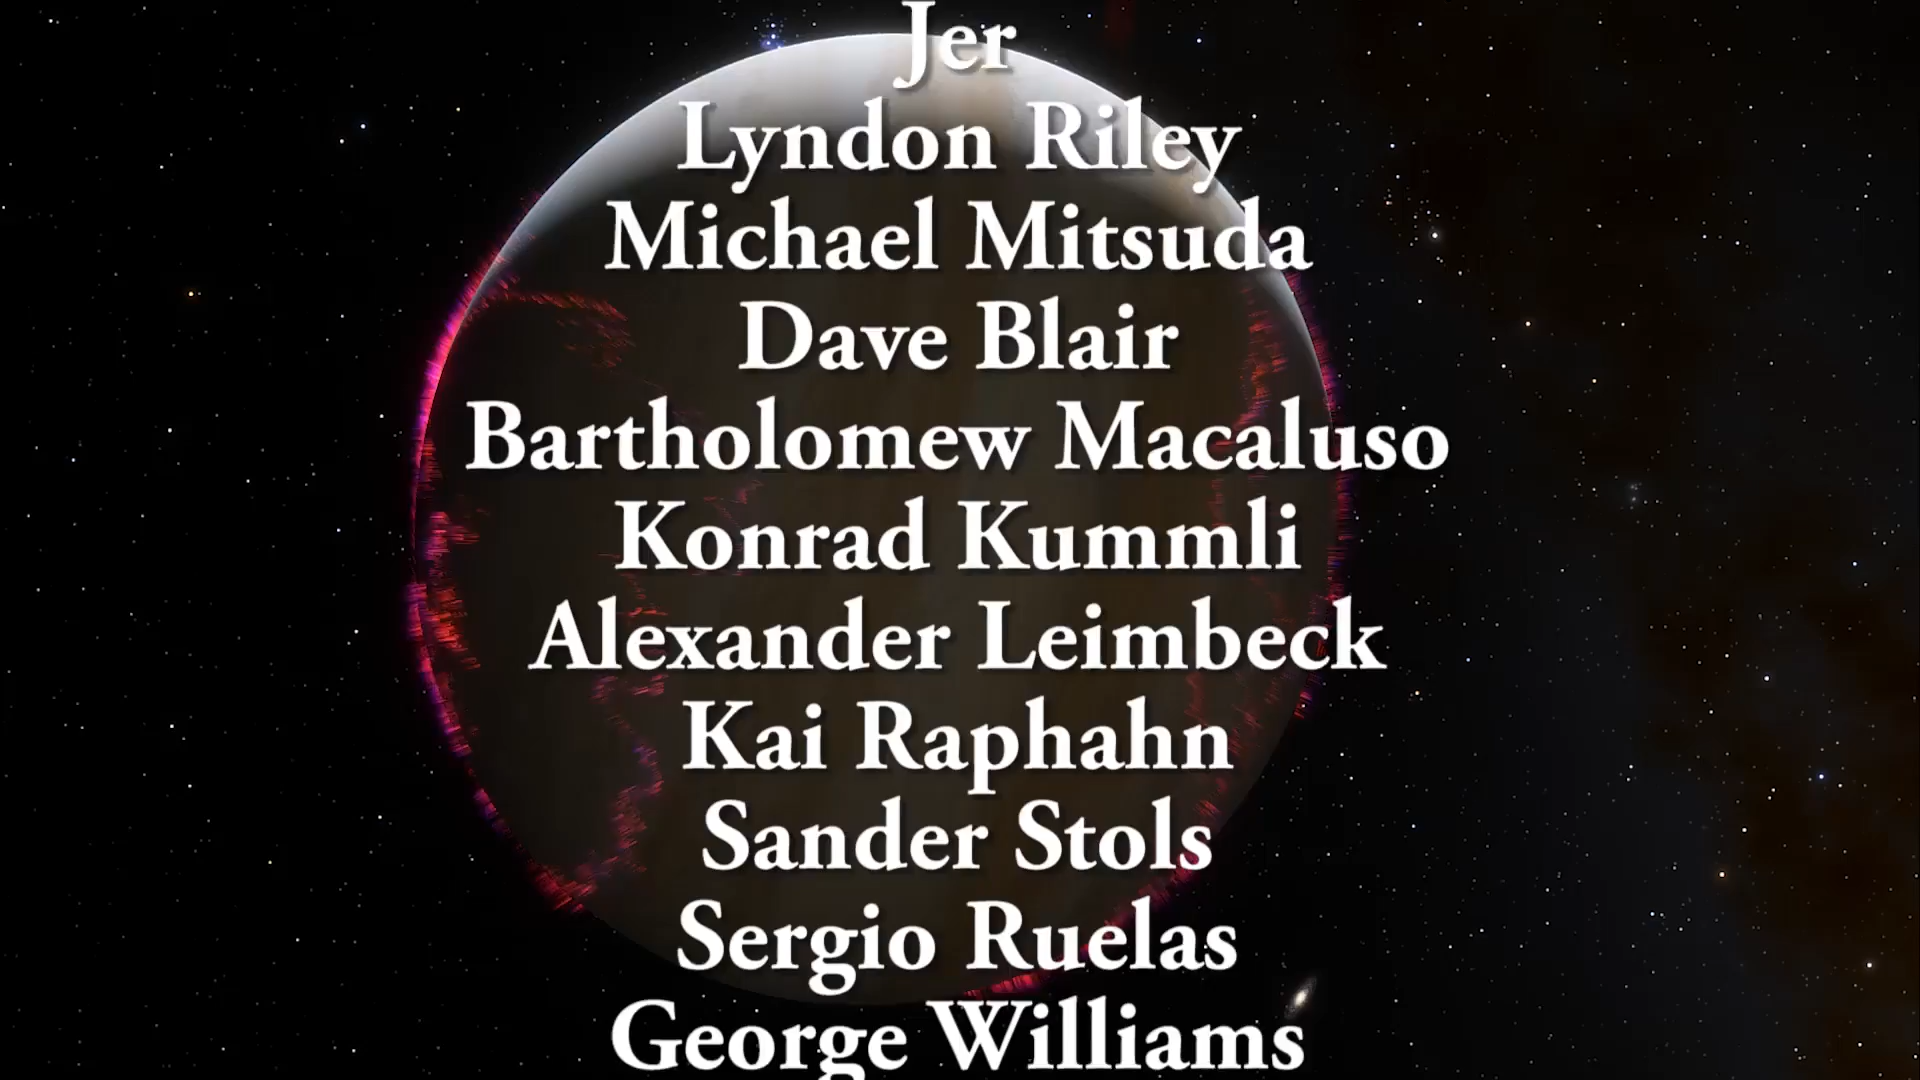 Jer
Lyndon Riley
Michael Mitsuda
Dave Blair
Bartholomew Macaluso
Konrad Kummli
Alexander Leimbeck
Kai Raphahn
Sander Stols
Sergio Ruelas
George Williams